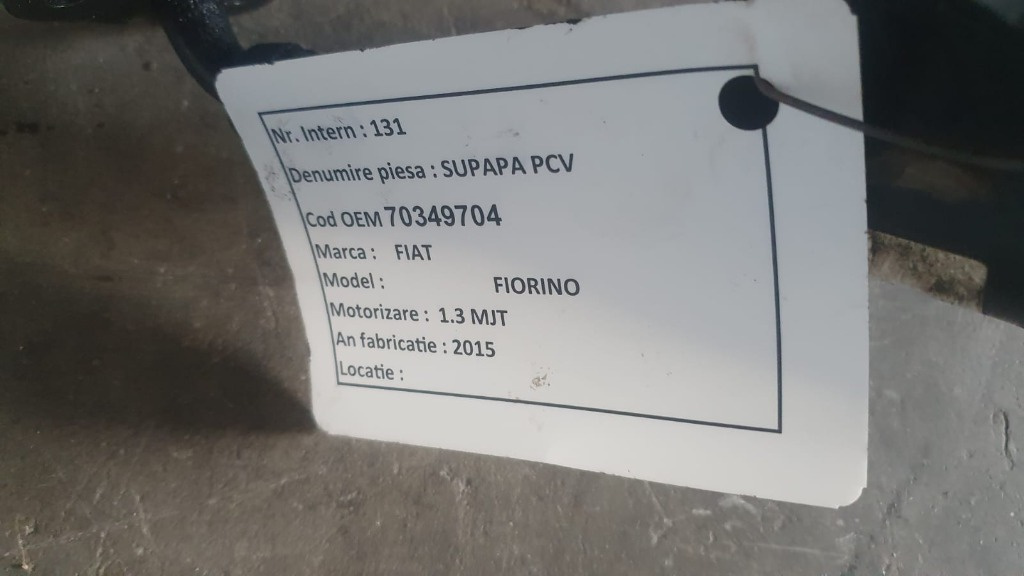 Nr. Intern : 131
Denumire piesa : SUPAPA PCV
Cod OEM 70349704
Marca : FIAT
Model : FIORINO
Motorizare : 1.3 MJT
An fabricatie : 2015
Locatie :